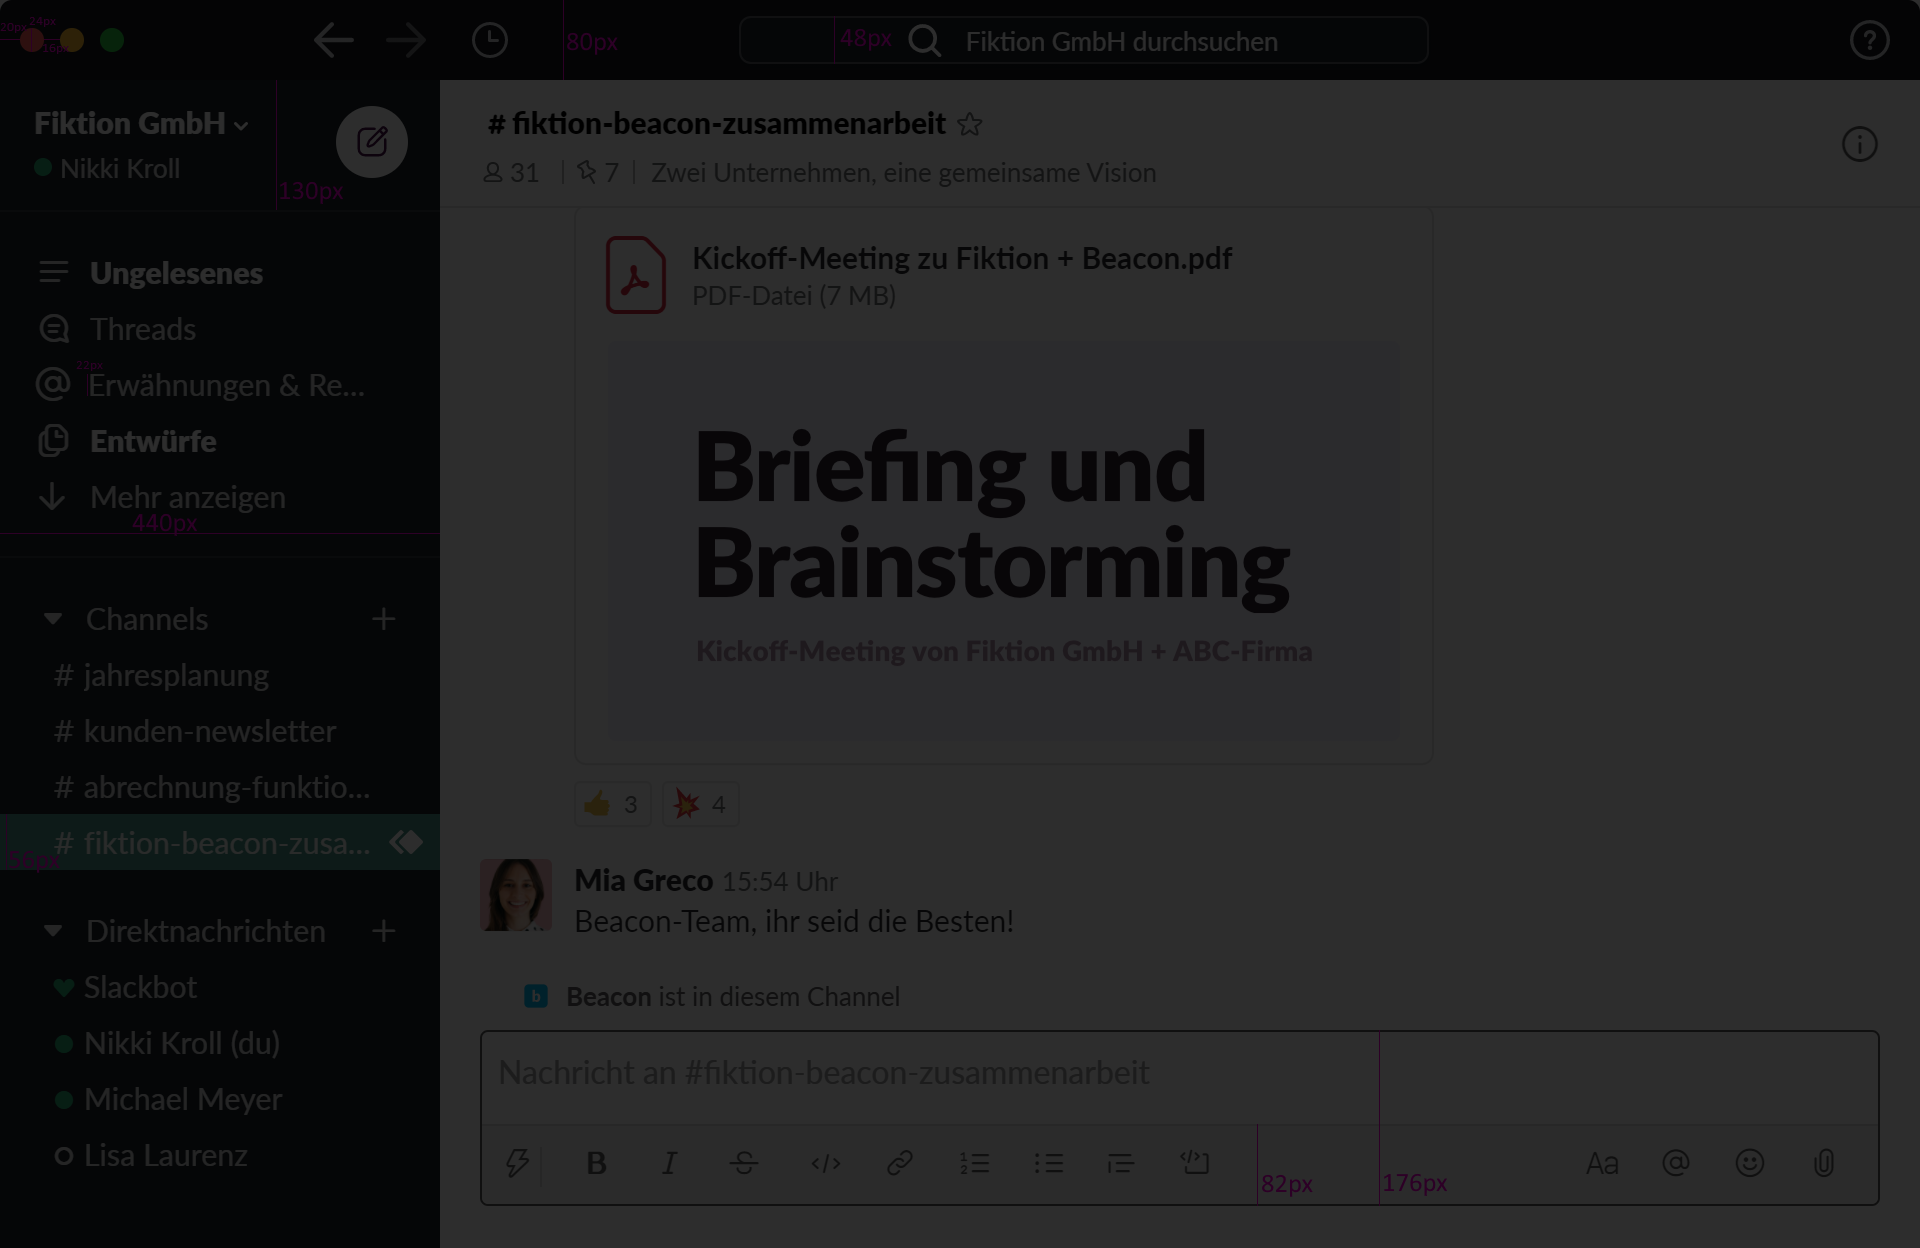 20px
24px
16px
80px
48px
Fiktion GmbH durchsuchen
?
Fiktion GmbH
Nikki Kroll
130px
Ungelesenes
Threads
22px
Erwähnungen & Re...
Entwürfe
Mehr anzeigen
440px
Channels
# jahresplanung
# kunden-newsletter
# abrechnung-funktio...
# fiktion-beacon-zusa...
56px
Direktnachrichten
Slackbot
Nikki Kroll (du)
Michael Meyer
Lisa Laurenz
# fiktion-beacon-zusammenarbeit
31 | 7 | Zwei Unternehmen, eine gemeinsame Vision
Kickoff-Meeting zu Fiktion + Beacon.pdf
PDF-Datei (7 MB)
Briefing und
Brainstorming
Kickoff-Meeting von Fiktion GmbH + ABC-Firma
3 4
Mia Greco 15:54 Uhr
Beacon-Team, ihr seid die Besten!
b Beacon ist in diesem Channel
Nachricht an #fiktion-beacon-zusammenarbeit
B I S </> Aa @
82px
176px